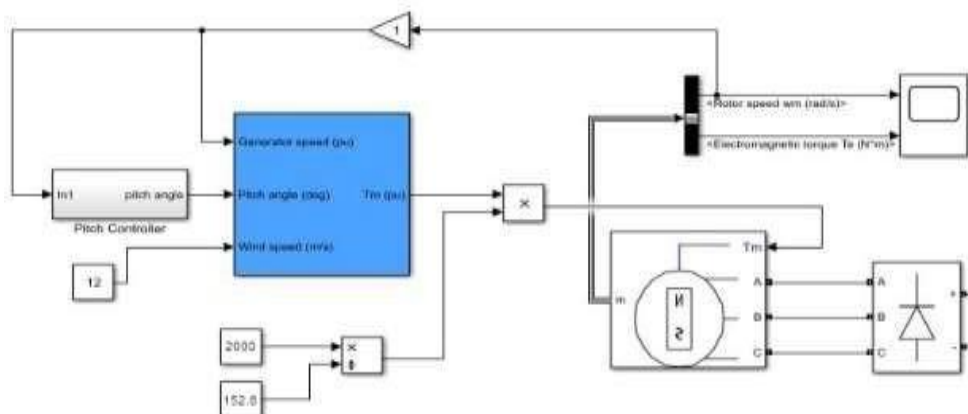 1
<Rotor speed wm (rad/s)>
<Electromagnetic torque Te (N*m)>
Generator speed (pu)
In1 pitch angle
Pitch angle (deg) Tm (pu)
Pitch Controller
Wind speed (m/s)
12
×
Tm
m
N
S
A
B
C
A
B
C
+
-
2000
×
÷
152.8